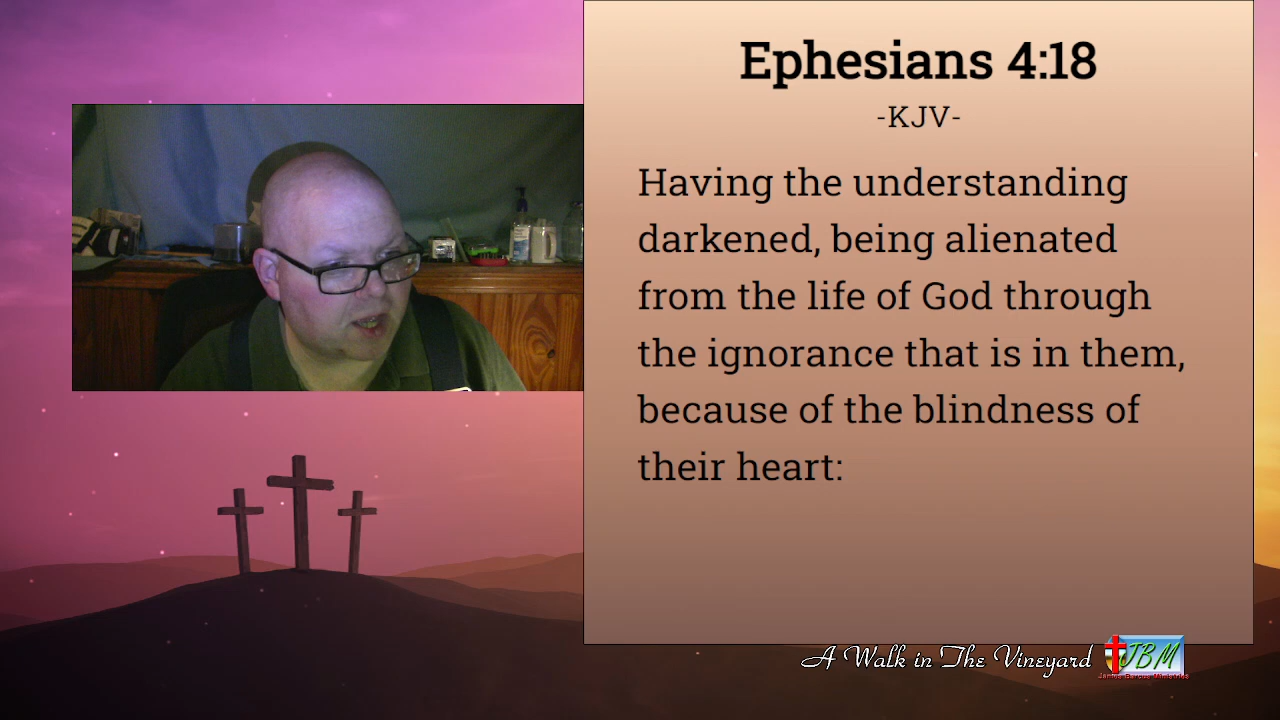 Ephesians 4:18
-KJV-
Having the understanding
darkened, being alienated
from the life of God through
the ignorance that is in them,
because of the blindness of
their heart:
A Walk in The Vineyard
JBM